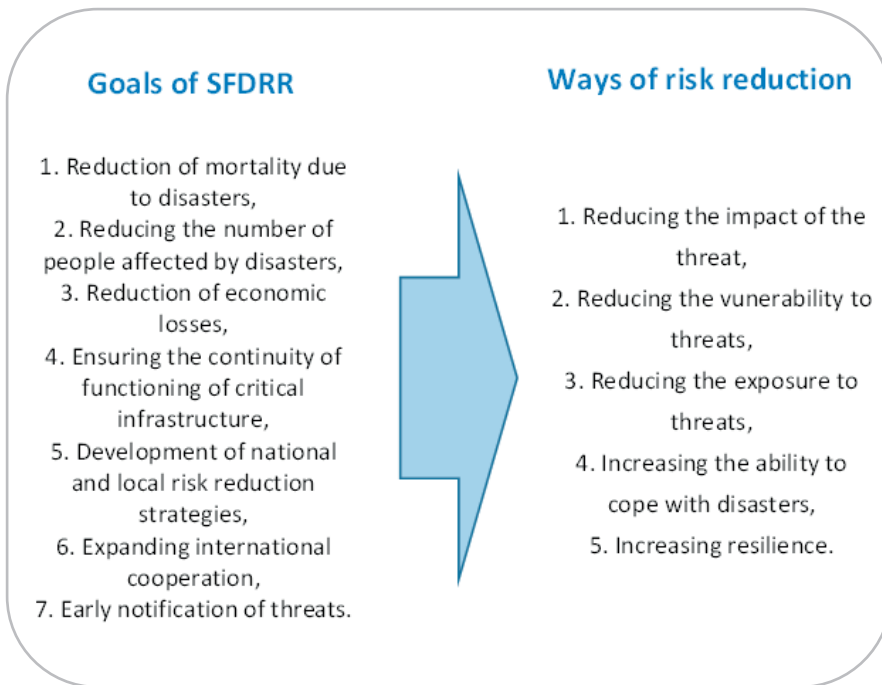 Goals of SFDRR
1. Reduction of mortality due
to disasters,
2. Reducing the number of
people affected by disasters,
3. Reduction of economic
losses,
4. Ensuring the continuity of
functioning of critical
infrastructure,
5. Development of national
and local risk reduction
strategies,
6. Expanding international
cooperation,
7. Early notification of threats.
Ways of risk reduction
1. Reducing the impact of the
threat,
2. Reducing the vunerability to
threats,
3. Reducing the exposure to
threats,
4. Increasing the ability to
cope with disasters,
5. Increasing resilience.